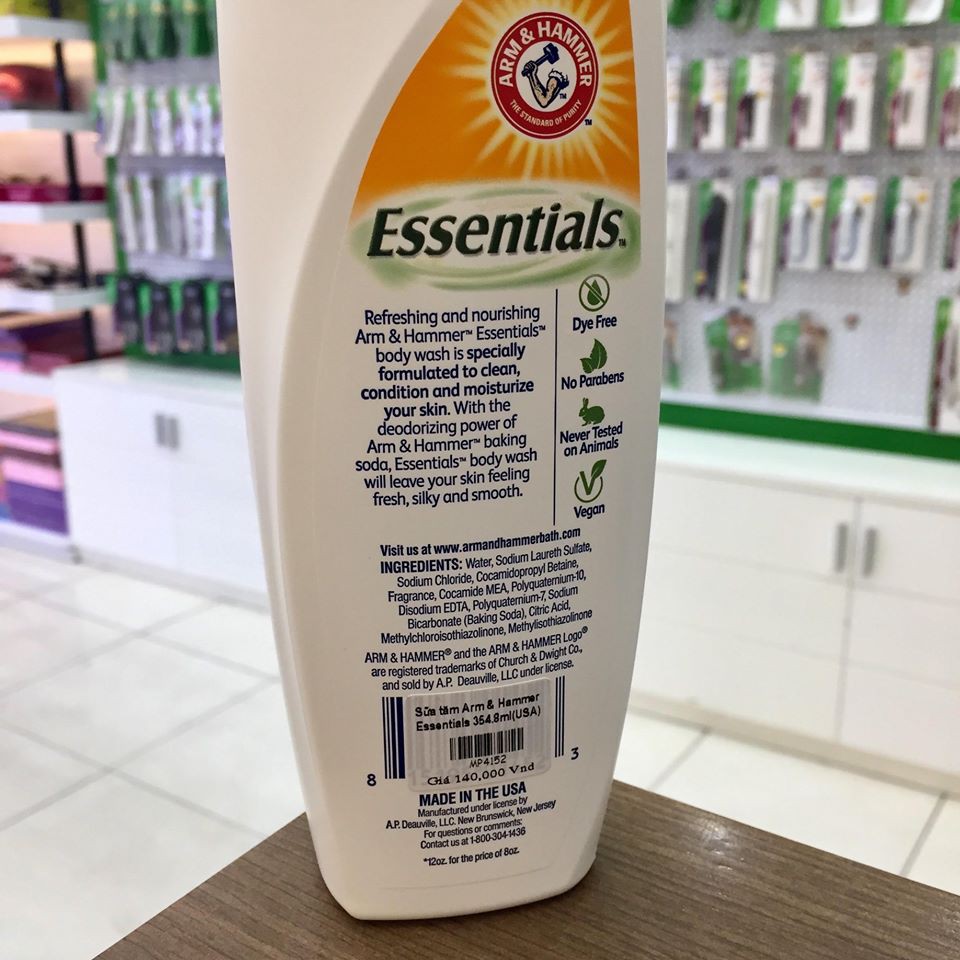 ARM & HAMMER
THE STANDARD OF PURITY
TM
Essentials™
Refreshing and nourishing
Arm & Hammer™ Essentials™
body wash is specially
formulated to clean,
condition and moisturize
your skin. With the
deodorizing power of
Arm & Hammer™ baking
soda, Essentials™ body wash
will leave your skin feeling
fresh, silky and smooth.
Dye Free
No Parabens
Never Tested
on Animals
Vegan
Visit us at www.armandhammerbath.com
INGREDIENTS: Water, Sodium Laureth Sulfate,
Sodium Chloride, Cocamidopropyl Betaine,
Fragrance, Cocamide MEA, Polyquaternium-10,
Disodium EDTA, Polyquaternium-7, Sodium
Bicarbonate (Baking Soda), Citric Acid,
Methylchloroisothiazolinone, Methylisothiazolinone
ARM & HAMMER® and the ARM & HAMMER Logo®
are registered trademarks of Church & Dwight Co.,
and sold by A.P. Deauville, LLC under license.
Sữa tắm Arm & Hammer
Essentials 354.8ml(USA)
MP4152
Giá 140,000 Vnd
8 3
MADE IN THE USA
Manufactured under license by
A.P. Deauville, LLC. New Brunswick, New Jersey
For questions or comments:
Contact us at 1-800-304-1436
*12oz. for the price of 8oz.